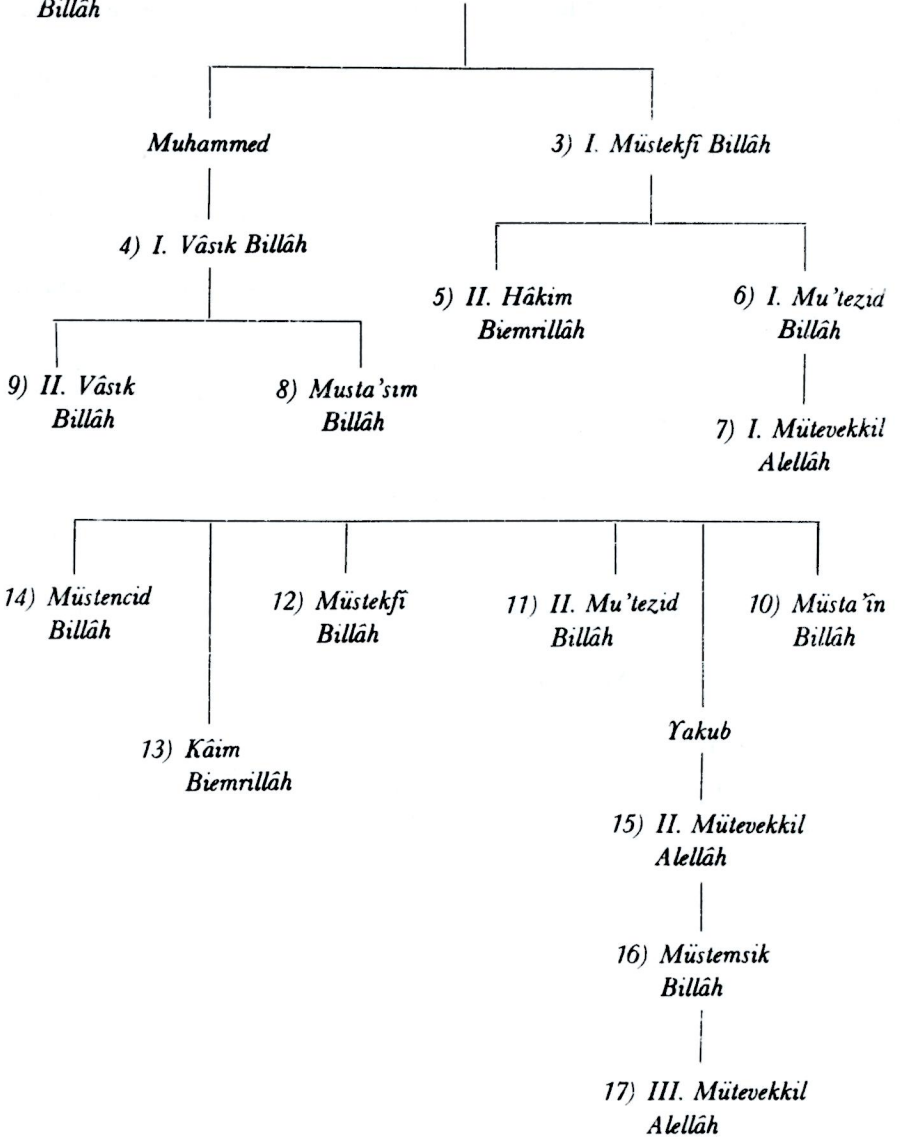 Billâh
Muhammed
3) I. Müstekfî Billâh
4) I. Vâsık Billâh
5) II. Hâkim
Biemrillâh
6) I. Mu'tezid
Billâh
9) II. Vâsık
Billâh
8) Musta'sım
Billâh
7) I. Mütevekkil
Alellâh
14) Müstencid
Billâh
12) Müstekfî
Billâh
11) II. Mu'tezid
Billâh
10) Müsta'în
Billâh
13) Kâim
Biemrillâh
Yakub
15) II. Mütevekkil
Alellâh
16) Müstemsik
Billâh
17) III. Mütevekkil
Alellâh